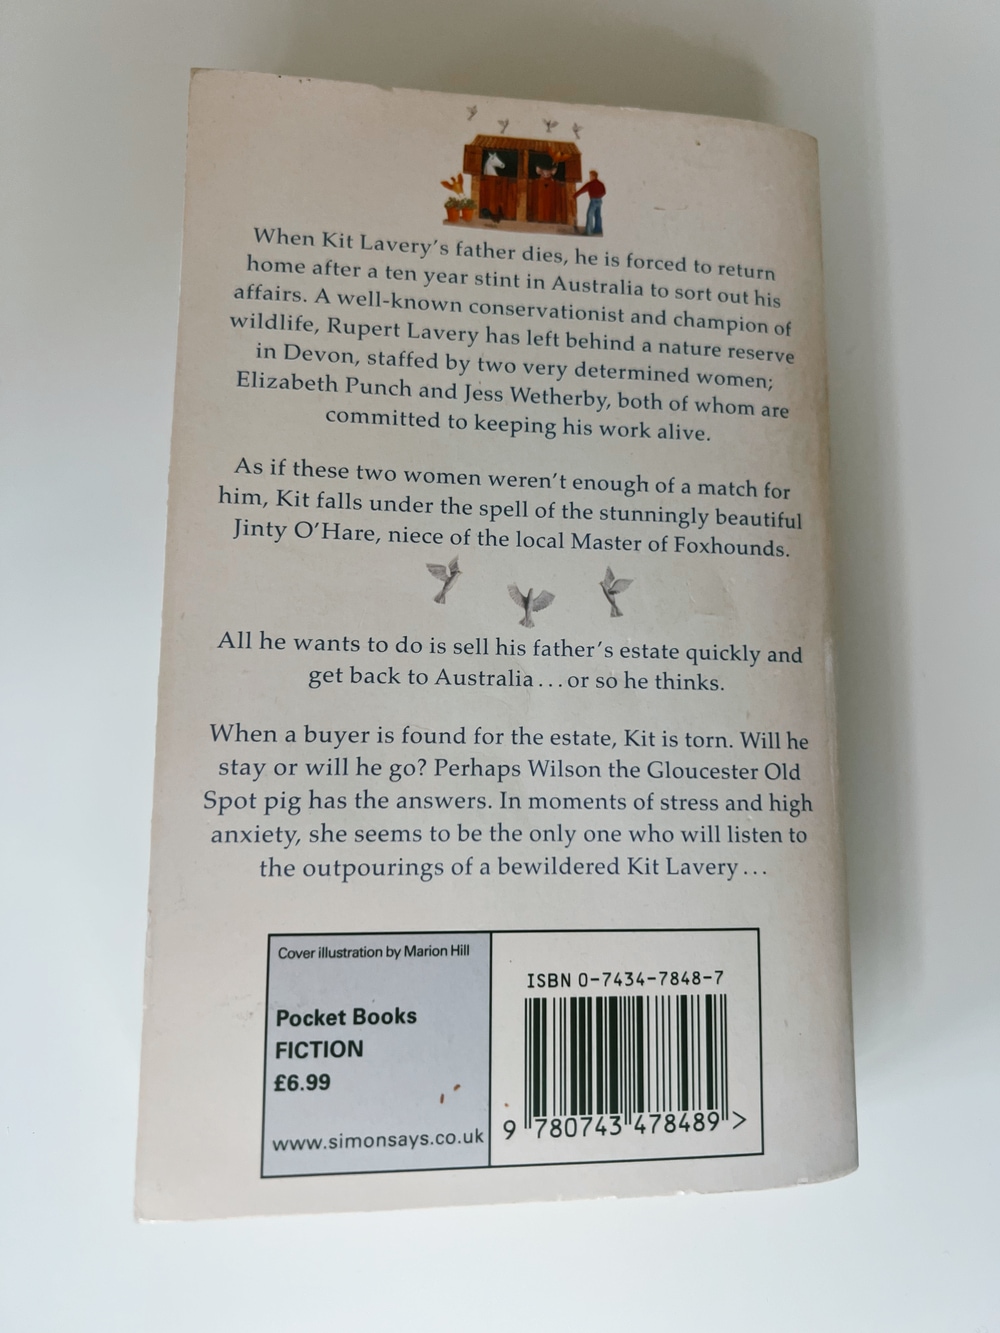 When Kit Lavery's father dies, he is forced to return
home after a ten year stint in Australia to sort out his
affairs. A well-known conservationist and champion of
wildlife, Rupert Lavery has left behind a nature reserve
in Devon, staffed by two very determined women;
Elizabeth Punch and Jess Wetherby, both of whom are
committed to keeping his work alive.
As if these two women weren't enough of a match for
him, Kit falls under the spell of the stunningly beautiful
Jinty O'Hare, niece of the local Master of Foxhounds.
All he wants to do is sell his father's estate quickly and
get back to Australia...or so he thinks.
When a buyer is found for the estate, Kit is torn. Will he
stay or will he go? Perhaps Wilson the Gloucester Old
Spot pig has the answers. In moments of stress and high
anxiety, she seems to be the only one who will listen to
the outpourings of a bewildered Kit Lavery...
Cover illustration by Marion Hill
Pocket Books
FICTION
£6.99
www.simonsays.co.uk
ISBN 0-7434-7848-7
9 780743 478489 >